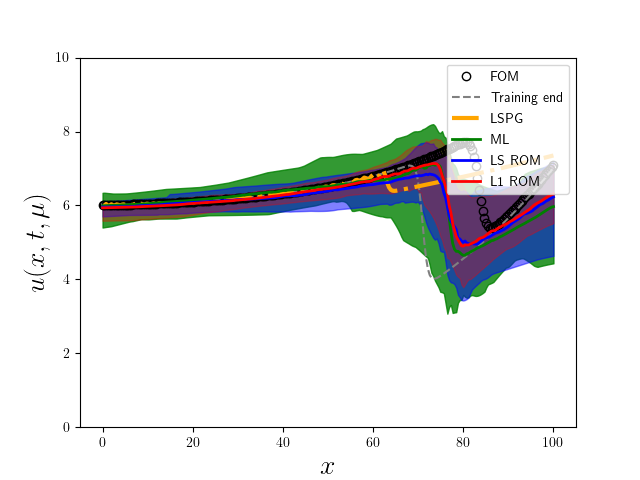 10
8
6
4
2
0
u(x, t, μ)
0 20 40 60 80 100
x
FOM
Training end
LSPG
ML
LS ROM
L1 ROM